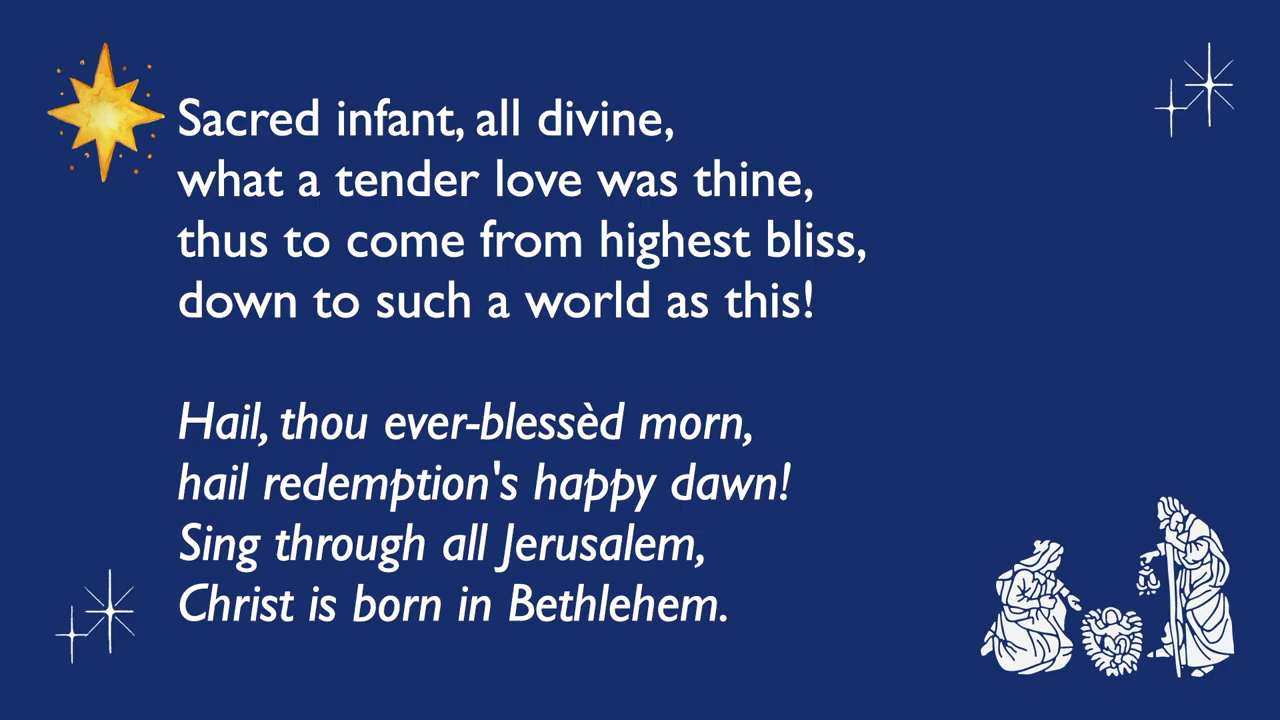 Sacred infant, all divine,
what a tender love was thine,
thus to come from highest bliss,
down to such a world as this!
Hail, thou ever-blessèd morn,
hail redemption's happy dawn!
Sing through all Jerusalem,
Christ is born in Bethlehem.